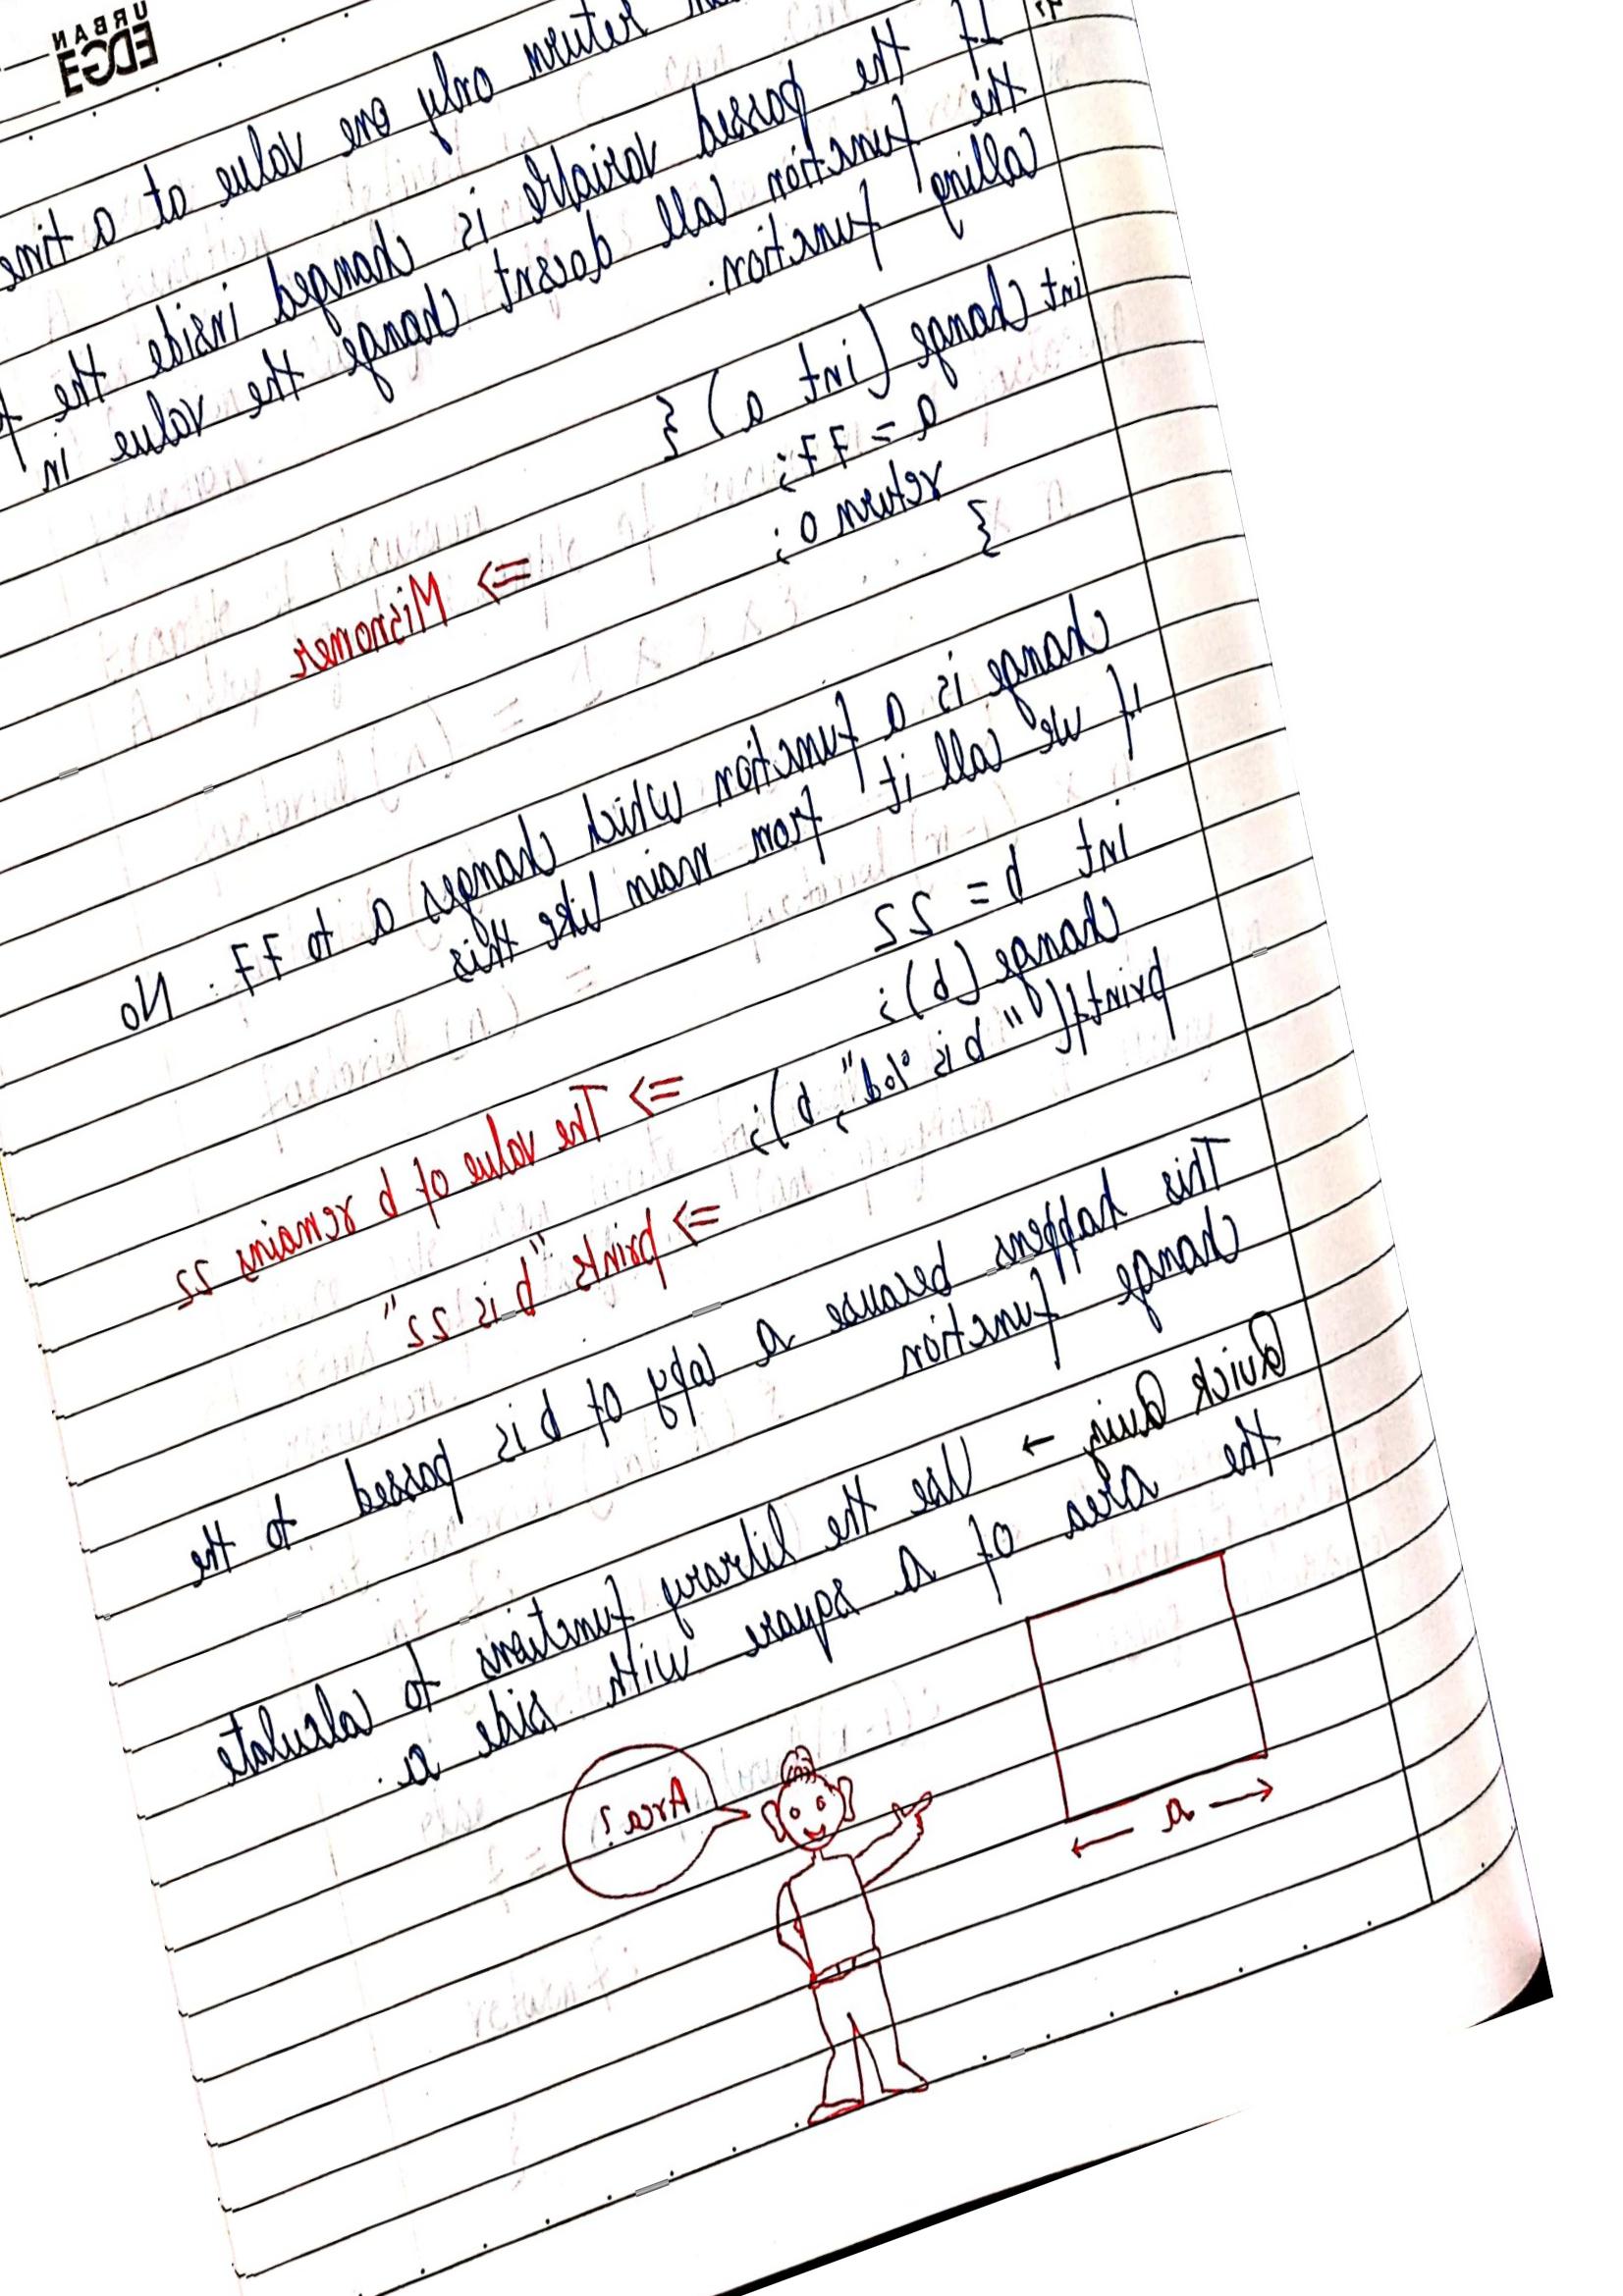 URBAN
EDGE
return only one value at a time
If the passed variable is changed inside the
the function call doesnt change the value in
calling function.
int change (int a) {
a = 77;
return 0;
}
=> Misnomer
change is a function which changes a to 77. No
if we call it from main like this
int b = 22
change (b);
printf(" b is %d", b);
=> The value of b remains 22
=> prints "b is 22"
This happens because a copy of b is passed to the
change function
Quick Quiz → Use the library functions to calculate
the area of a square with side a.
Area?
← a →